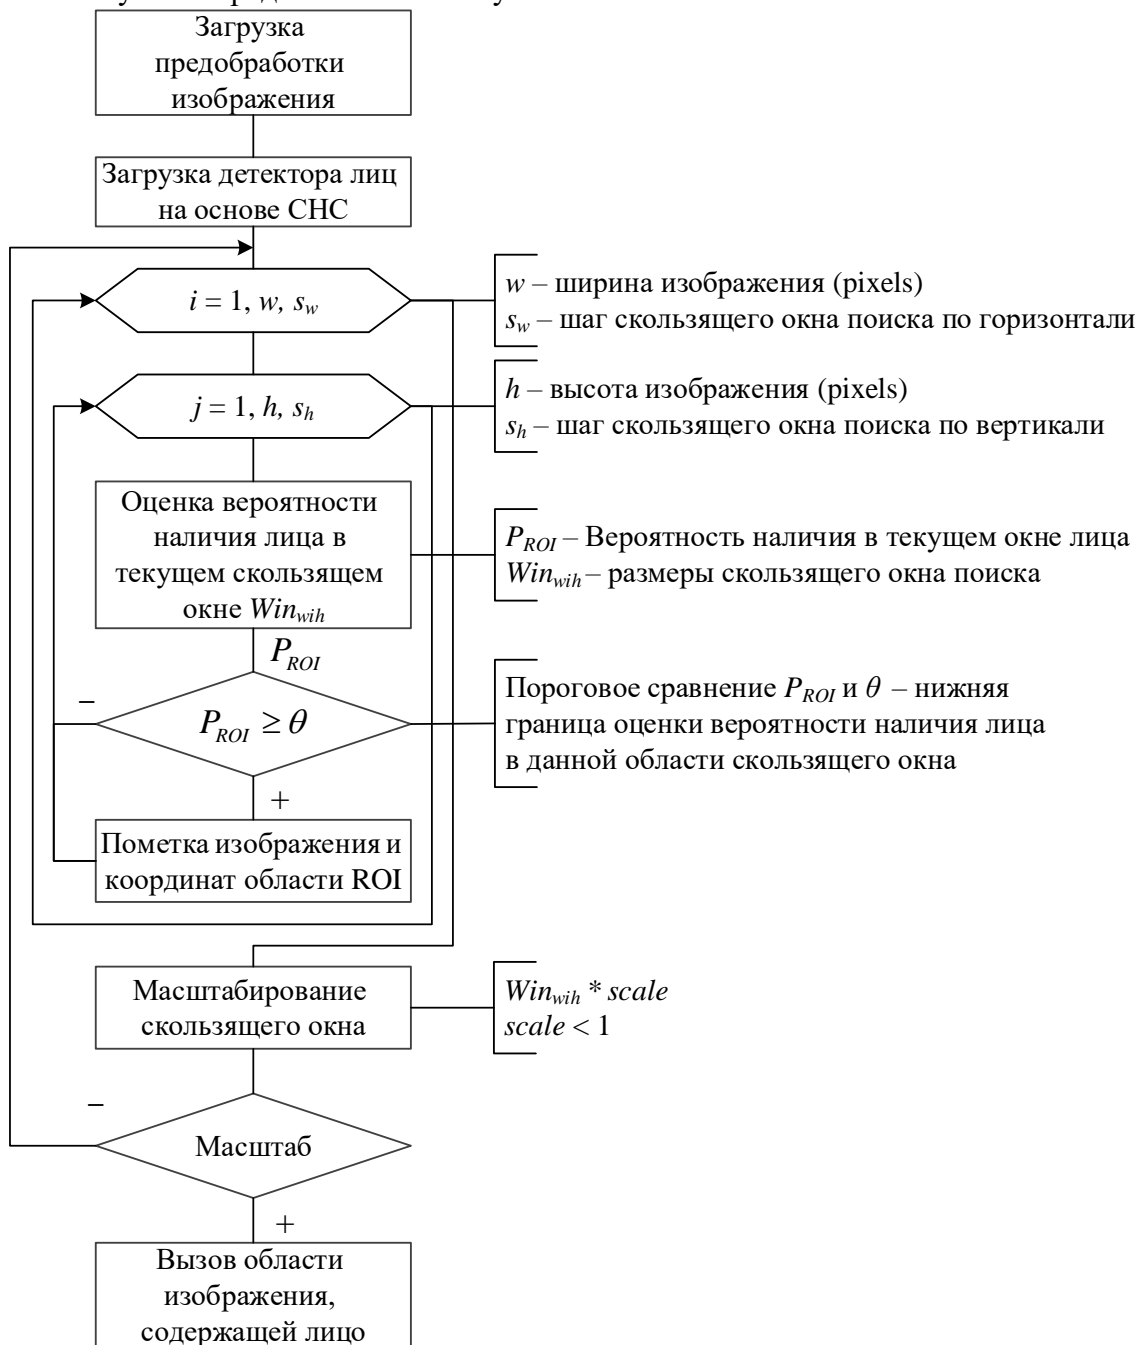 Загрузка
предобработки
изображения
Загрузка детектора лиц
на основе СНС
i = 1, w, s_w
w – ширина изображения (pixels)
s_w – шаг скользящего окна поиска по горизонтали
j = 1, h, s_h
h – высота изображения (pixels)
s_h – шаг скользящего окна поиска по вертикали
Оценка вероятности
наличия лица в
текущем скользящем
окне Win_wih
P_ROI – Вероятность наличия в текущем окне лица
Win_wih – размеры скользящего окна поиска
P_ROI
–
P_ROI ≥ θ
Пороговое сравнение P_ROI и θ – нижняя
граница оценки вероятности наличия лица
в данной области скользящего окна
+
Пометка изображения и
координат области ROI
Масштабирование
скользящего окна
Win_wih * scale
scale < 1
–
Масштаб
+
Вызов области
изображения,
содержащей лицо